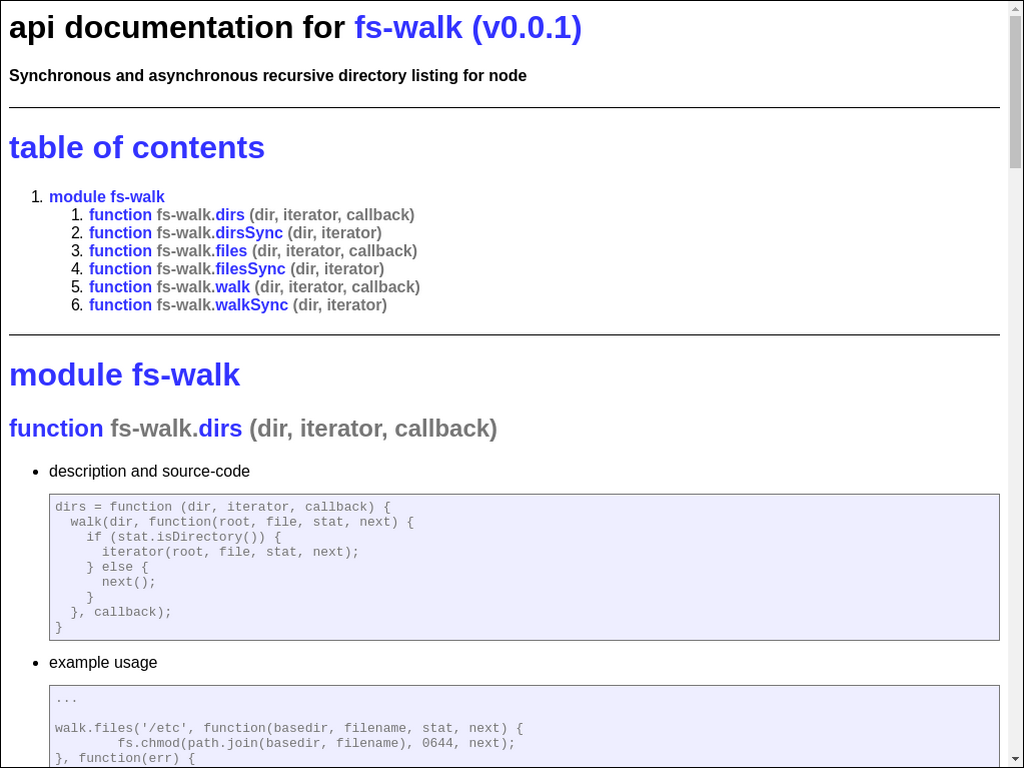 api documentation for fs-walk (v0.0.1)
Synchronous and asynchronous recursive directory listing for node
table of contents
1. module fs-walk
1. function fs-walk.dirs (dir, iterator, callback)
2. function fs-walk.dirsSync (dir, iterator)
3. function fs-walk.files (dir, iterator, callback)
4. function fs-walk.filesSync (dir, iterator)
5. function fs-walk.walk (dir, iterator, callback)
6. function fs-walk.walkSync (dir, iterator)
module fs-walk
function fs-walk.dirs (dir, iterator, callback)
• description and source-code
dirs = function (dir, iterator, callback) {
  walk(dir, function(root, file, stat, next) {
    if (stat.isDirectory()) {
      iterator(root, file, stat, next);
    } else {
      next();
    }
  }, callback);
}
• example usage
...
walk.files('/etc', function(basedir, filename, stat, next) {
        fs.chmod(path.join(basedir, filename), 0644, next);
}, function(err) {